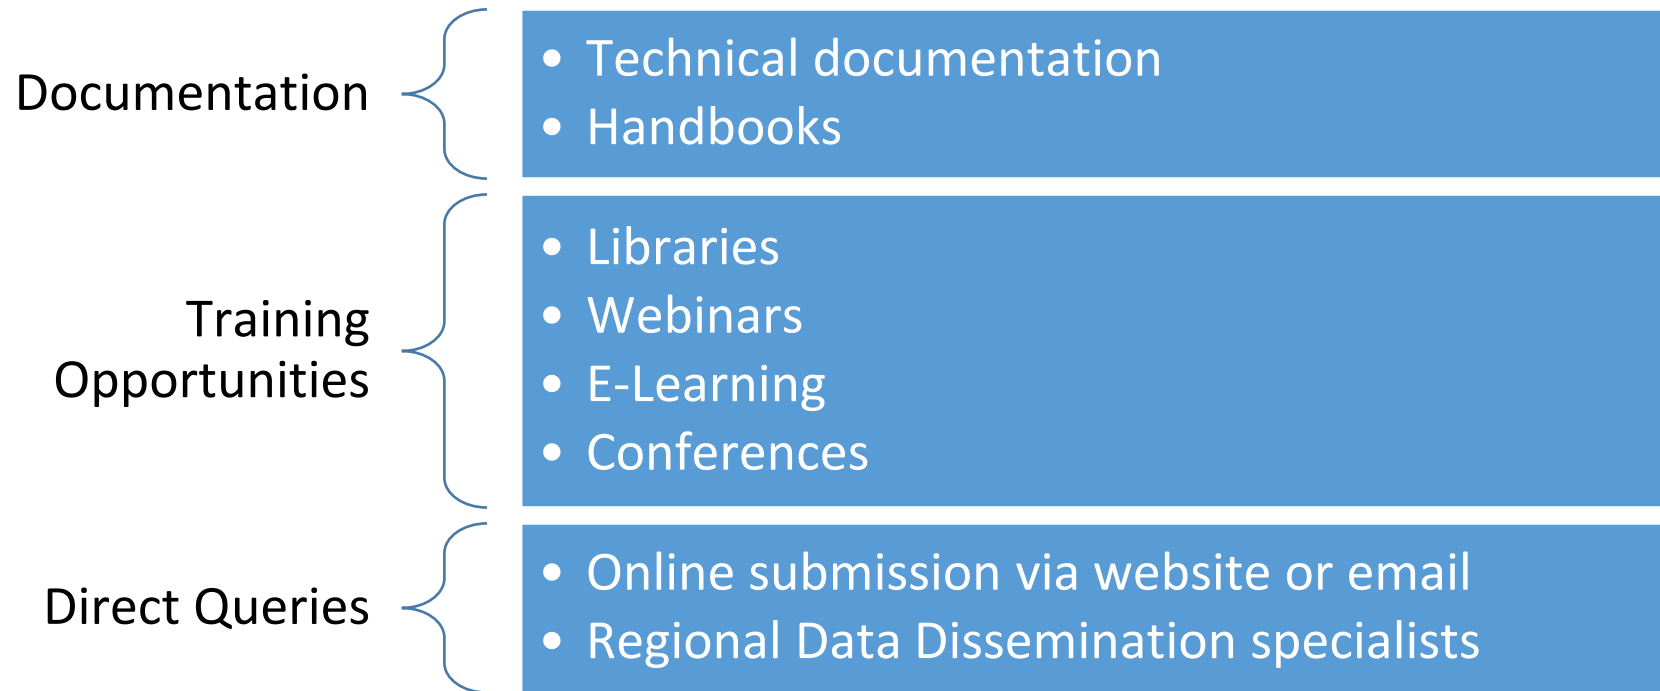 Documentation
• Technical documentation
• Handbooks
Training
Opportunities
• Libraries
• Webinars
• E-Learning
• Conferences
Direct Queries
• Online submission via website or email
• Regional Data Dissemination specialists